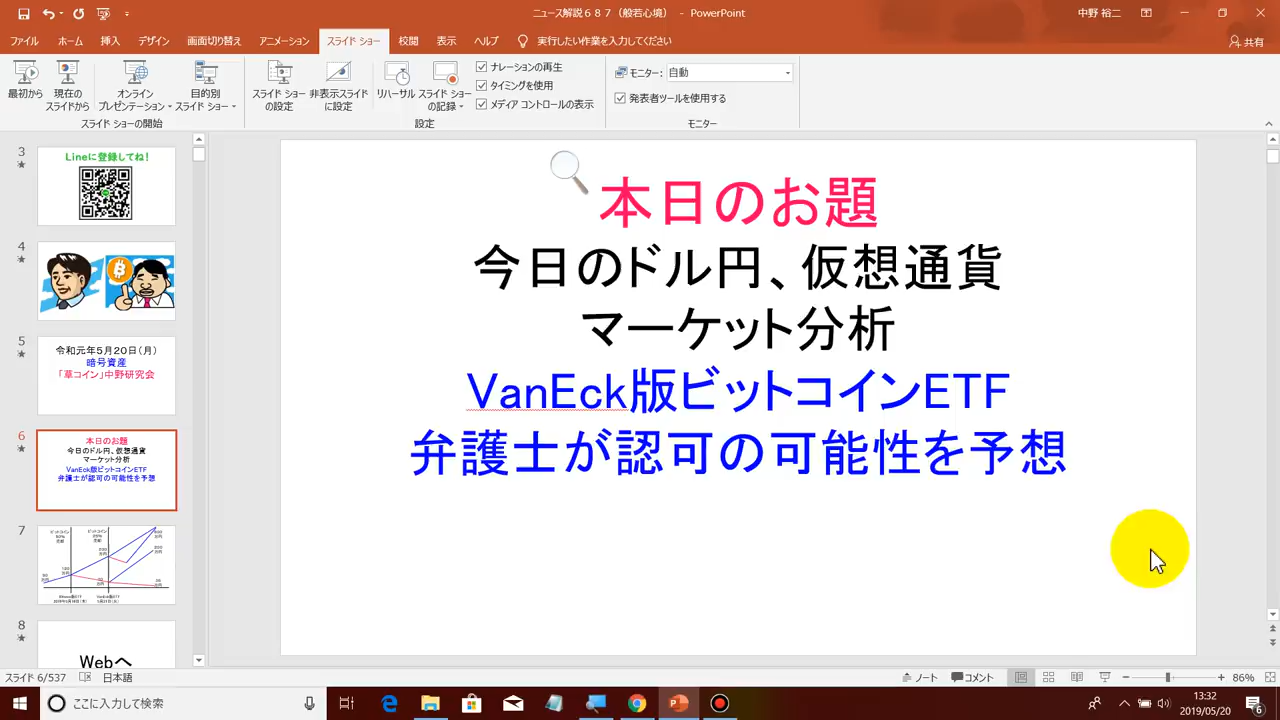 ニュース解説６８７（般若心境） - PowerPoint
中野 裕二
ファイル
ホーム
挿入
デザイン
画面切り替え
アニメーション
スライド ショー
校閲
表示
ヘルプ
実行したい作業を入力してください
共有
最初から
現在の
スライドから
オンライン
プレゼンテーション
目的別
スライド ショー
スライド ショーの開始
スライド ショー
の設定
非表示スライド
に設定
リハーサル
スライド ショー
の記録
ナレーションの再生
タイミングを使用
メディア コントロールの表示
設定
モニター:
自動
発表者ツールを使用する
モニター
3
Lineに登録してね！
4
5
令和元年５月２０日（月）
暗号資産
「草コイン」中野研究会
6
本日のお題
今日のドル円、仮想通貨
マーケット分析
VanEck版ビットコインETF
弁護士が認可の可能性を予想
7
8
Webへ
本日のお題
今日のドル円、仮想通貨
マーケット分析
VanEck版ビットコインETF
弁護士が認可の可能性を予想
スライド 6/537
日本語
ノート
コメント
86%
ここに入力して検索
13:32
2019/05/20
6